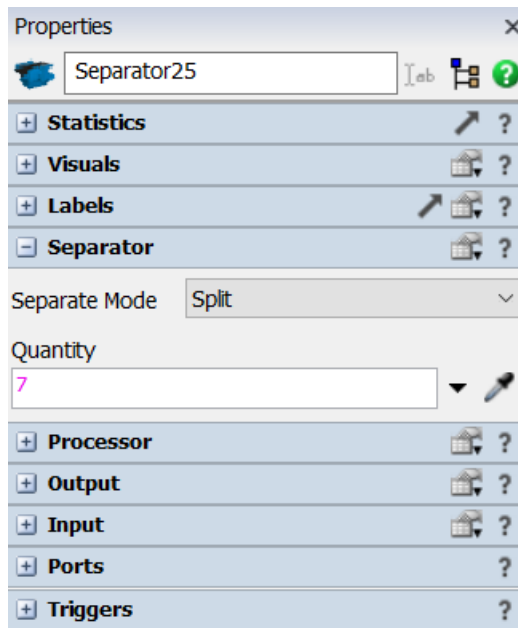 Properties
Separator25
Statistics ?
Visuals ?
Labels ?
Separator ?
Separate Mode Split
Quantity
7
Processor ?
Output ?
Input ?
Ports ?
Triggers ?